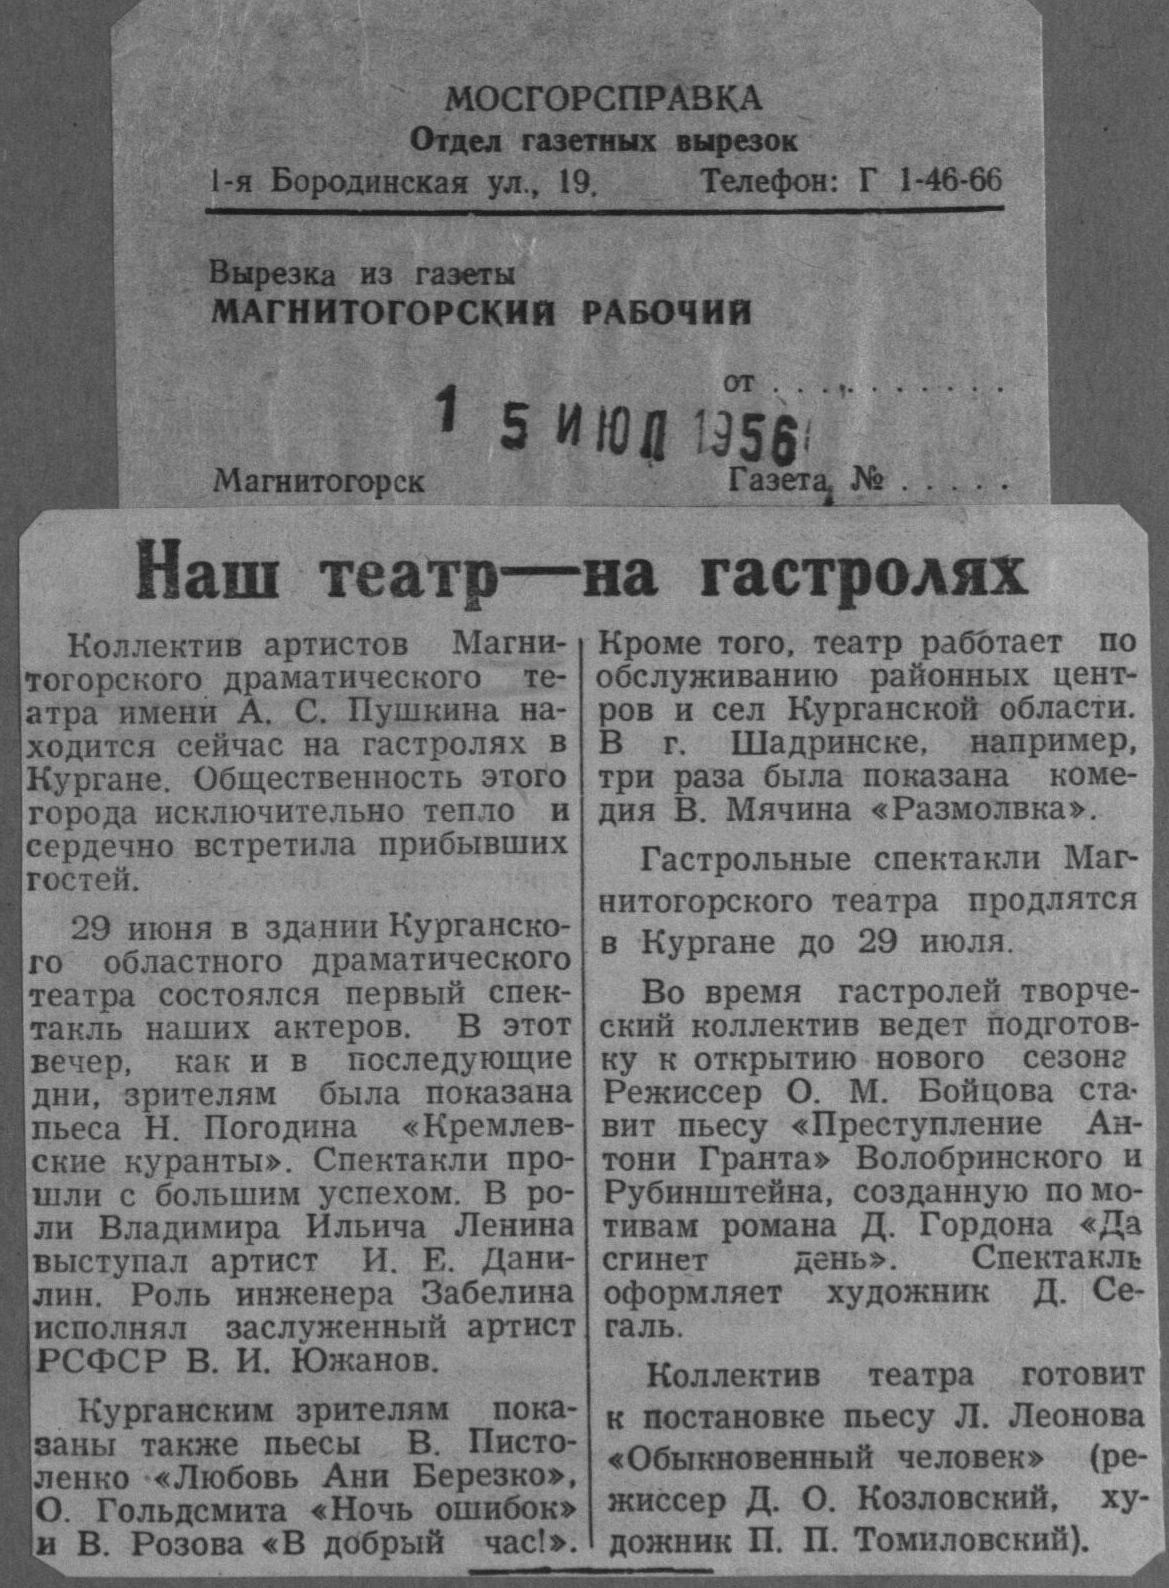 МОСГОРСПРАВКА
Отдел газетных вырезок
1-я Бородинская ул., 19. Телефон: Г 1-46-66
Вырезка из газеты
МАГНИТОГОРСКИЙ РАБОЧИЙ
от . . . . . . . . . .
1 5 ИЮЛ 1956
Магнитогорск Газета № . . . . .
Наш театр—на гастролях
Коллектив артистов Магни-
тогорского драматического те-
атра имени А. С. Пушкина на-
ходится сейчас на гастролях в
Кургане. Общественность этого
города исключительно тепло и
сердечно встретила прибывших
гостей.
29 июня в здании Курганско-
го областного драматического
театра состоялся первый спек-
такль наших актеров. В этот
вечер, как и в последующие
дни, зрителям была показана
пьеса Н. Погодина «Кремлев-
ские куранты». Спектакли про-
шли с большим успехом. В ро-
ли Владимира Ильича Ленина
выступал артист И. Е. Дани-
лин. Роль инженера Забелина
исполнял заслуженный артист
РСФСР В. И. Южанов.
Курганским зрителям пока-
заны также пьесы В. Писто-
ленко «Любовь Ани Березко»,
О. Гольдсмита «Ночь ошибок»
и В. Розова «В добрый час!».
Кроме того, театр работает по
обслуживанию районных цент-
ров и сел Курганской области.
В г. Шадринске, например,
три раза была показана коме-
дия В. Мячина «Размолвка».
Гастрольные спектакли Маг-
нитогорского театра продлятся
в Кургане до 29 июля.
Во время гастролей творче-
ский коллектив ведет подготов-
ку к открытию нового сезона
Режиссер О. М. Бойцова ста-
вит пьесу «Преступление Ан-
тони Гранта» Волобринского и
Рубинштейна, созданную по мо-
тивам романа Д. Гордона «Да
сгинет день». Спектакль
оформляет художник Д. Се-
галь.
Коллектив театра готовит
к постановке пьесу Л. Леонова
«Обыкновенный человек» (ре-
жиссер Д. О. Козловский, ху-
дожник П. П. Томиловский).